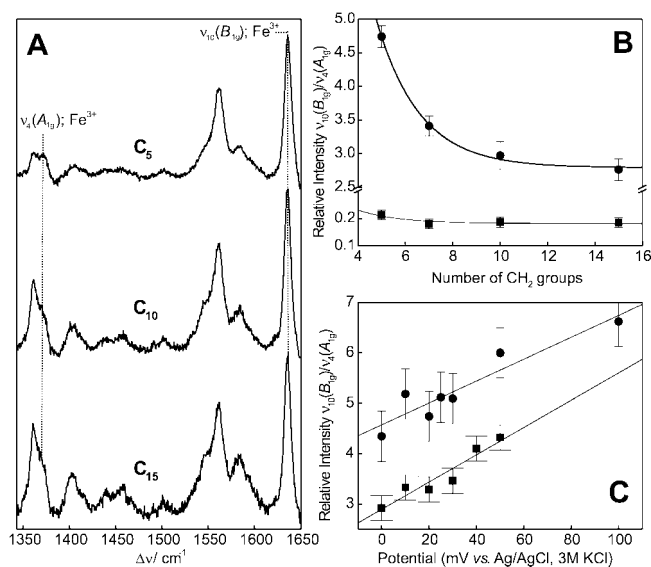 A
ν₁₀(B₁g); Fe³⁺
ν₄(A₁g); Fe³⁺
C₅
C₁₀
C₁₅
1350 1400 1450 1500 1550 1600 1650
Δν/ cm⁻¹
B
Relative Intensity ν₁₀(B₁g)/ν₄(A₁g)
5.0
4.5
4.0
3.5
3.0
2.5
0.2
0.1
4 6 8 10 12 14 16
Number of CH₂ groups
Relative Intensity ν₁₀(B₁g)/ν₄(A₁g)
7
6
5
4
3
C
0 20 40 60 80 100
Potential (mV vs. Ag/AgCl, 3M KCl)